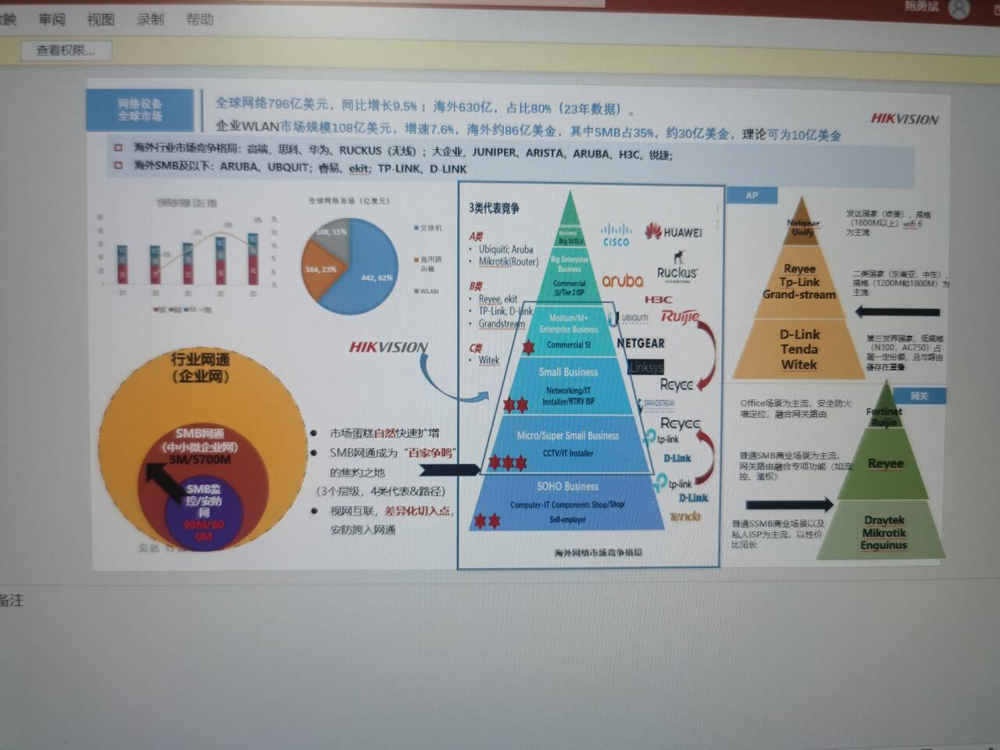 审阅
视图
录制
帮助
鲍勇斌
查看权限...
网络设备
全球市场
全球网络796亿美元，同比增长9.5%；海外630亿，占比80%（23年数据）。
企业WLAN市场规模108亿美元，增速7.6%，海外约86亿美金，其中SMB占35%，约30亿美金，理论可为10亿美金
HIKVISION
海外行业市场竞争格局：高端，思科、华为、RUCKUS（无线）；大企业，JUNIPER、ARISTA、ARUBA、H3C、锐捷；
海外SMB及以下：ARUBA、UBQUIT；睿易、ekit；TP-LINK、D-LINK
全球网络市场（亿美元）
108, 15%
164, 23%
442, 62%
交换机
商用路
由器
WLAN
HIKVISION
行业网通
（企业网）
SMB网通
（中小微企业网）
3M/5700M
SMB监
控/安防
网
96M/60
0M
市场蛋糕自然快速扩增
SMB网通成为“百家争鸣”
的焦灼之地
（3个层级，4类代表&路径）
视网互联，差异化切入点，
安防跨入网通
3类代表竞争
A类
Ubiquiti; Aruba
Mikrotik(Router)
B类
Reyee, ekit
TP-Link, D-Link
Grandstream
C类
Witek
Business
Big SI/ELV
Big Enterprise
Business
Commercial
SI/Tier 2 ISP
Medium/M+
Enterprise Business
Commercial SI
Small Business
Networking/IT
Installer/RTRV ISP
Micro/Super Small Business
CCTV/IT Installer
SOHO Business
Computer-IT Components Shop/Shop/
Self-employer
海外网络市场竞争格局
CISCO
HUAWEI
Ruckus
aruba
H3C
UBIQUITI
Ruijie
NETGEAR
Linksys
Reyee
GRANDSTREAM
Reyee
tp-link
D-Link
tp-link
D-Link
Tenda
AP
Netgear
Unify
Reyee
Tp-Link
Grand-stream
D-Link
Tenda
Witek
发达国家（欧美），规格
（1800M以上）wifi 6
为主流
二类国家（东南亚、中东），
规格（1200M和1800M）为
主流
第三世界国家，低规格
（N300，AC750）占
据一定份额，且与路由
器存在重叠
网关
Fortinet
Ruijie
Reyee
Draytek
Mikrotik
Enguinus
Office场景为主流，安全防火
墙定位，融合网关路由
普通SMB商业场景为主流，
网关路由融合专项功能（如流
控、鉴权）
普通SSMB商业场景以及
私人ISP为主流，以性价
比见长
备注